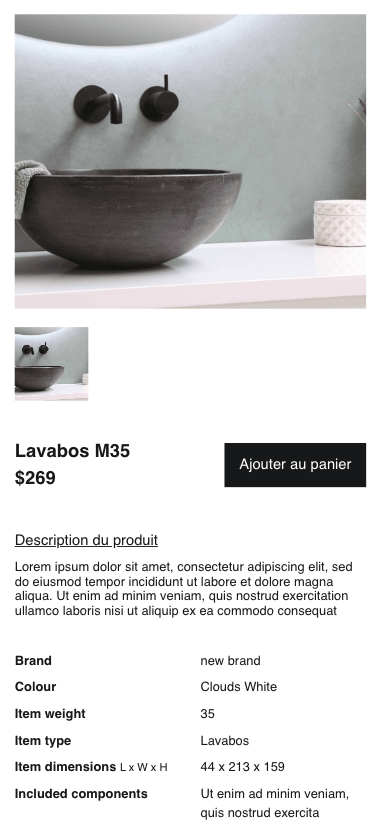 Lavabos M35
$269
Ajouter au panier
Description du produit
Lorem ipsum dolor sit amet, consectetur adipiscing elit, sed
do eiusmod tempor incididunt ut labore et dolore magna
aliqua. Ut enim ad minim veniam, quis nostrud exercitation
ullamco laboris nisi ut aliquip ex ea commodo consequat
Brand new brand
Colour Clouds White
Item weight 35
Item type Lavabos
Item dimensions L x W x H 44 x 213 x 159
Included components Ut enim ad minim veniam,
quis nostrud exercita